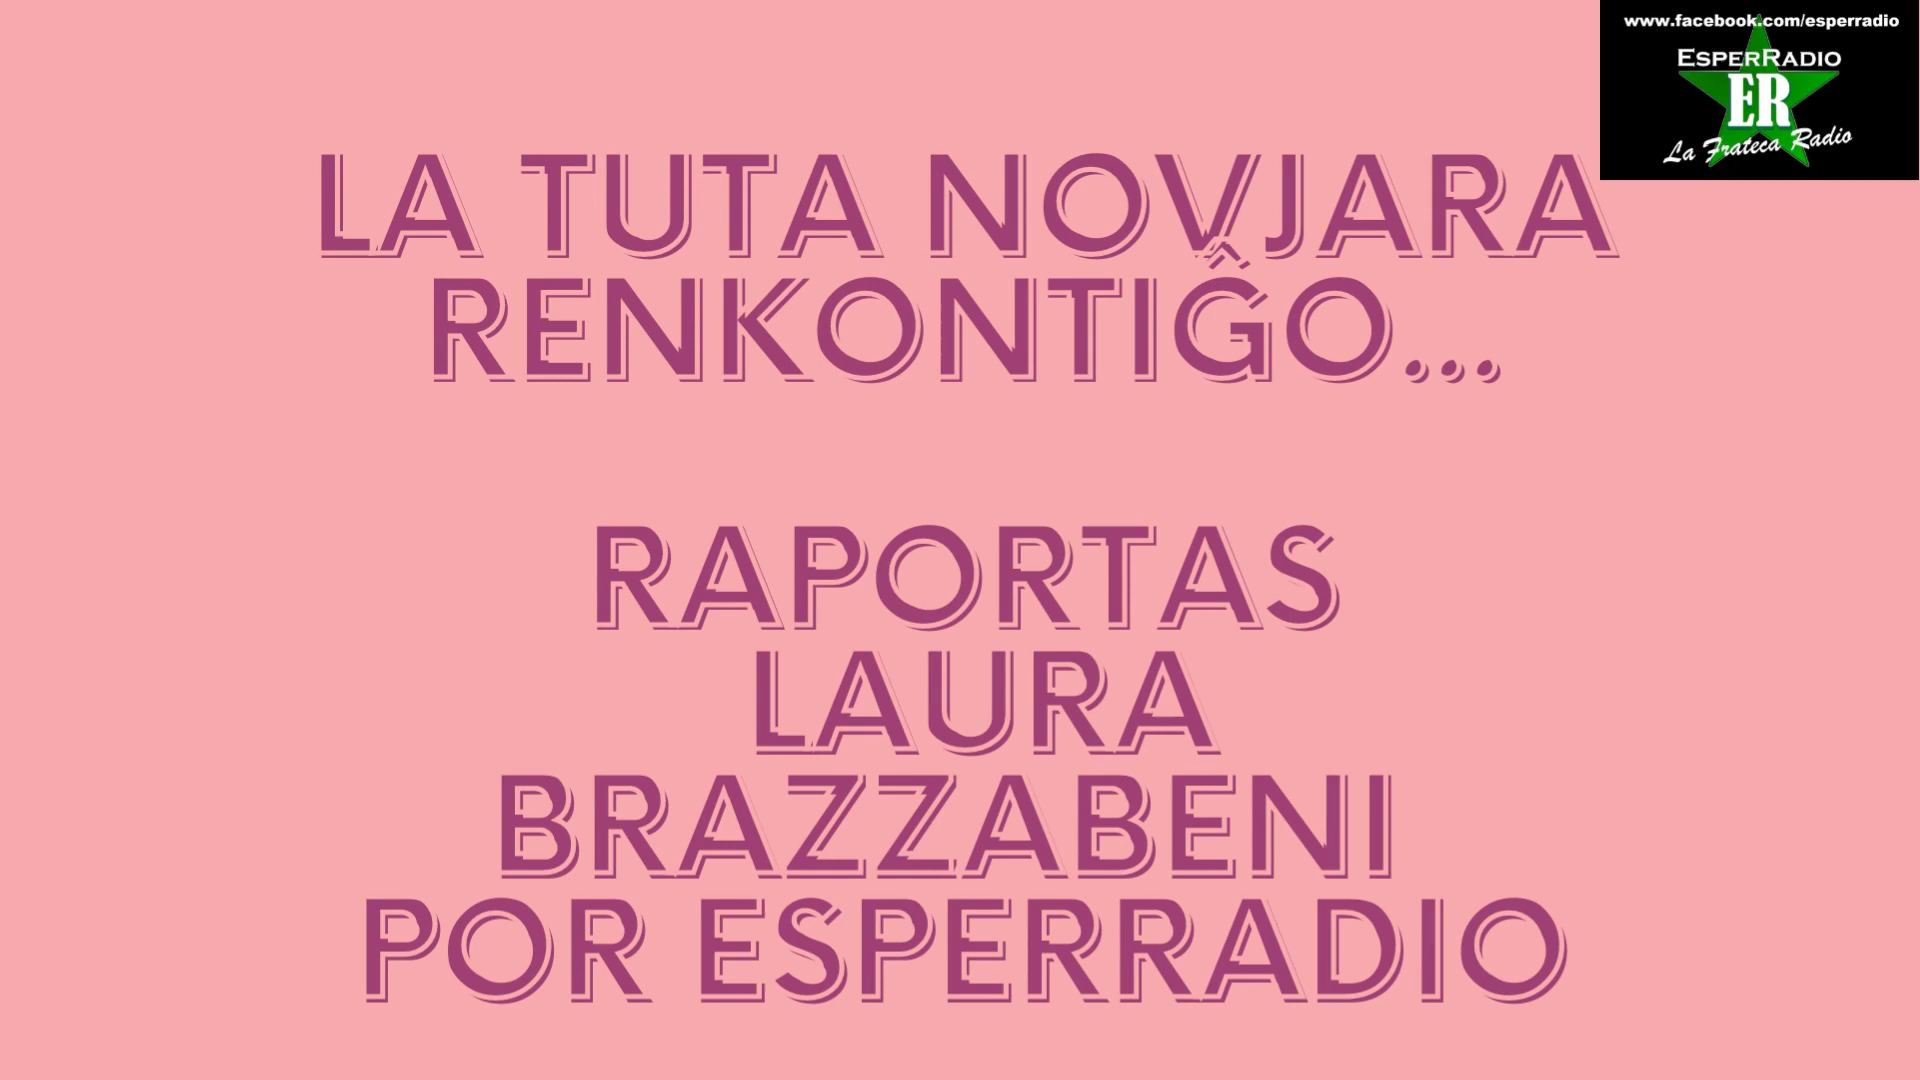 www.facebook.com/esperradio
ESPERRADIO
ER
La Frateca Radio
LA TUTA NOVJARA
RENKONTIĜO...
RAPORTAS
LAURA
BRAZZABENI
POR ESPERRADIO